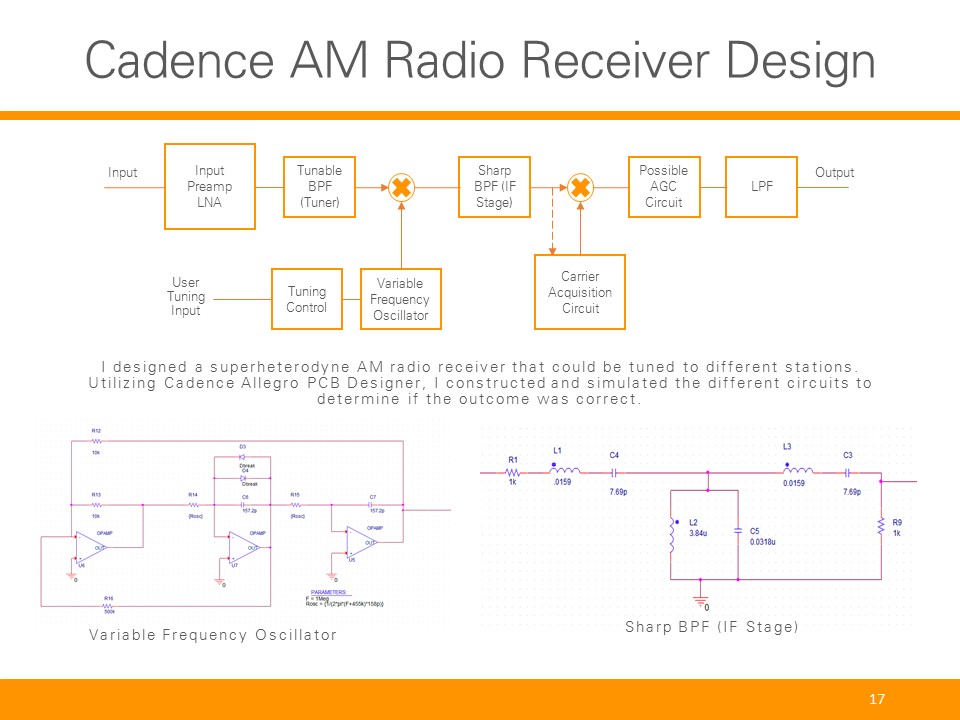 Cadence AM Radio Receiver Design
Input
Input
Preamp
LNA
Tunable
BPF
(Tuner)
Sharp
BPF (IF
Stage)
Possible
AGC
Circuit
LPF
Output
User
Tuning
Input
Tuning
Control
Variable
Frequency
Oscillator
Carrier
Acquisition
Circuit
I designed a superheterodyne AM radio receiver that could be tuned to different stations.
Utilizing Cadence Allegro PCB Designer, I constructed and simulated the different circuits to
determine if the outcome was correct.
R12
10k
D3
Dbreak
D4
Dbreak
R13
10k
R14
{Rosc}
C6
157.2p
R15
{Rosc}
C7
157.2p
OPAMP
OUT
U6
0
OPAMP
OUT
U7
0
OPAMP
OUT
U5
0
R16
500k
PARAMETERS:
F = 1Meg
Rosc = {1/(2*pi*(F+455k)*158p)}
Variable Frequency Oscillator
R1
1k
L1
.0159
C4
7.69p
L3
0.0159
C3
7.69p
L2
3.84u
C5
0.0318u
R9
1k
0
Sharp BPF (IF Stage)
17